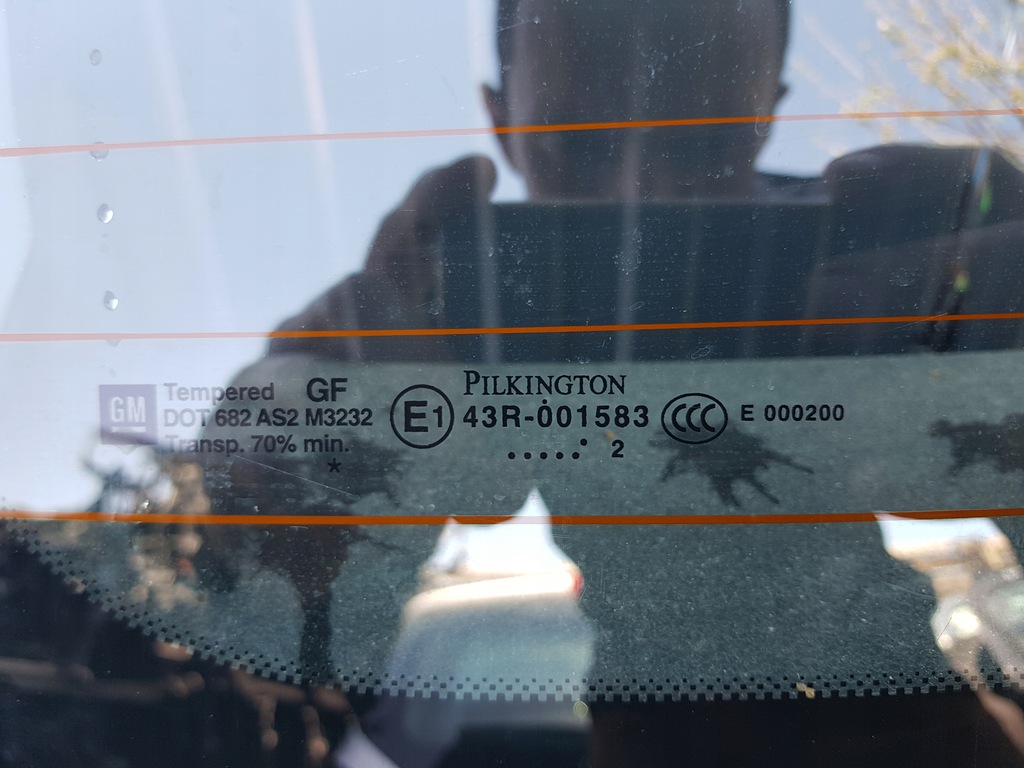 GM
Tempered GF
DOT 682 AS2 M3232
Transp. 70% min.
*
E1
PILKINGTON
43R-001583
..... 2
CCC
E 000200